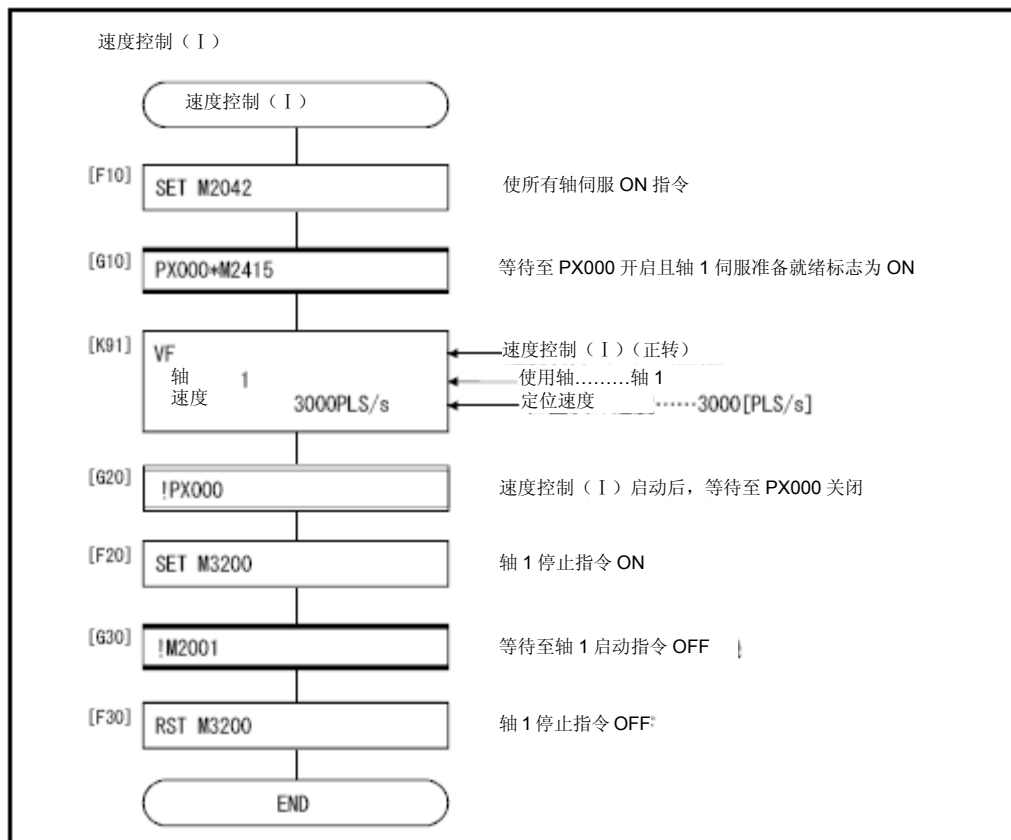 速度控制（Ⅰ）
速度控制（Ⅰ）
[F10] SET M2042 使所有轴伺服 ON 指令
[G10] PX000*M2415 等待至 PX000 开启且轴 1 伺服准备就绪标志为 ON
[K91] VF 速度控制（Ⅰ）（正转）
轴 1 使用轴………轴 1
速度 3000PLS/s 定位速度 ……3000[PLS/s]
[G20] !PX000 速度控制（Ⅰ）启动后，等待至 PX000 关闭
[F20] SET M3200 轴 1 停止指令 ON
[G30] !M2001 等待至轴 1 启动指令 OFF
[F30] RST M3200 轴 1 停止指令 OFF
END